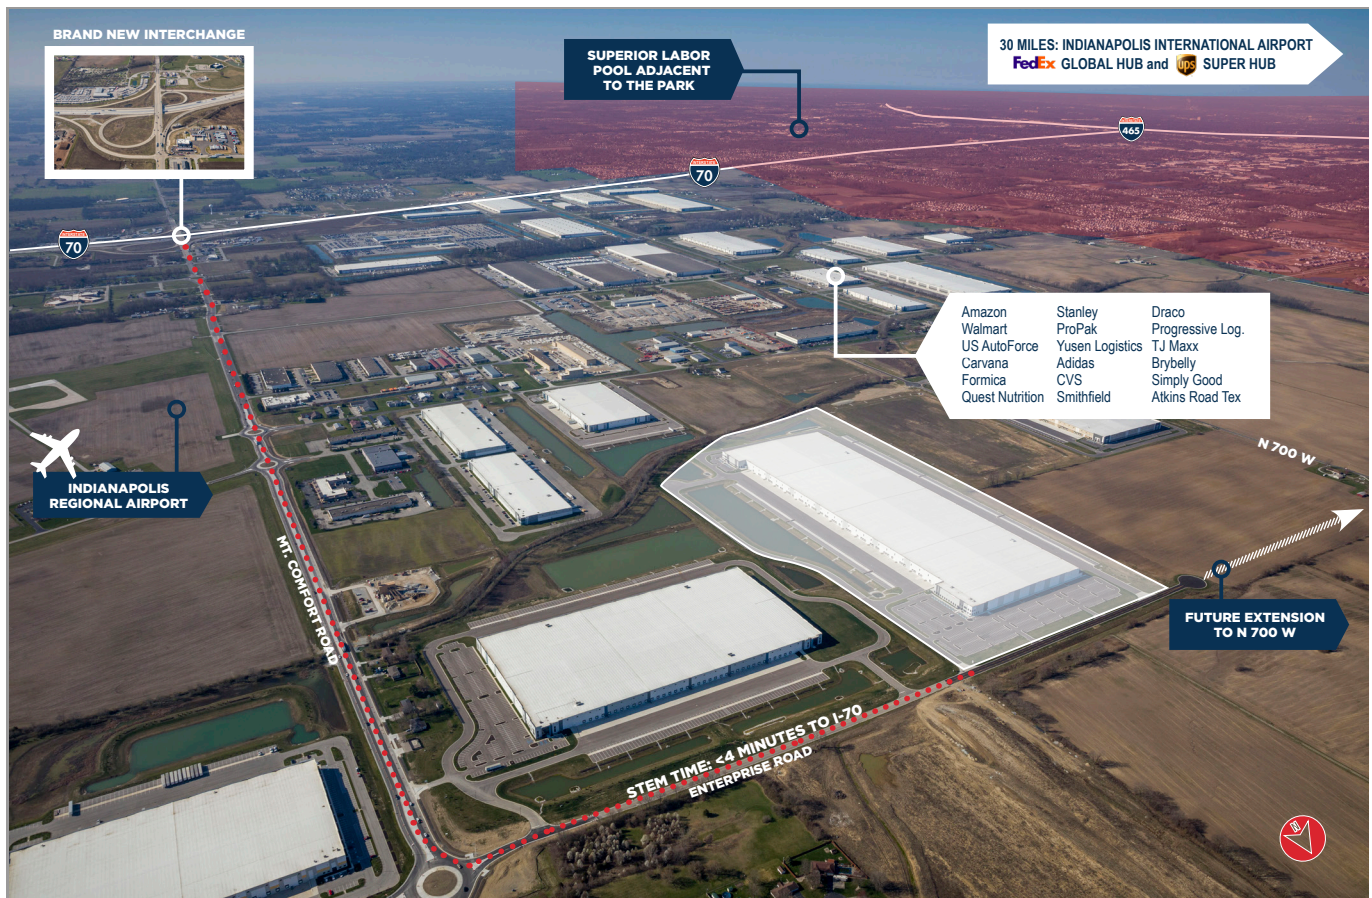 BRAND NEW INTERCHANGE
SUPERIOR LABOR
POOL ADJACENT
TO THE PARK
30 MILES: INDIANAPOLIS INTERNATIONAL AIRPORT
FedEx GLOBAL HUB and ups SUPER HUB
465
70
70
Amazon Stanley Draco
Walmart ProPak Progressive Log.
US AutoForce Yusen Logistics TJ Maxx
Carvana Adidas Brybelly
Formica CVS Simply Good
Quest Nutrition Smithfield Atkins Road Tex
N 700 W
INDIANAPOLIS
REGIONAL AIRPORT
MT. COMFORT ROAD
FUTURE EXTENSION
TO N 700 W
STEM TIME: <4 MINUTES TO I-70
ENTERPRISE ROAD
N